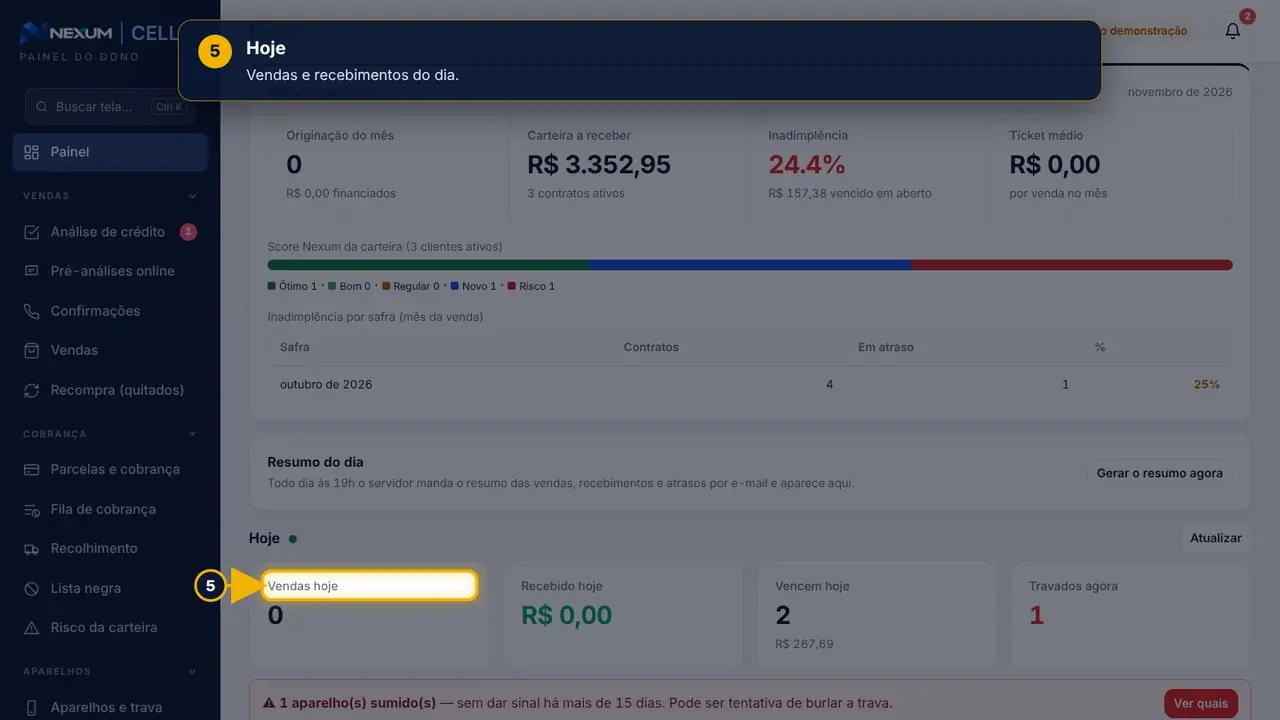 NEXUM | CELL
PAINEL DO DONO
Buscar tela... Ctrl K
Painel
VENDAS
Análise de crédito 1
Pré-análises online
Confirmações
Vendas
Recompra (quitados)
COBRANÇA
Parcelas e cobrança
Fila de cobrança
Recolhimento
Lista negra
Risco da carteira
APARELHOS
Aparelhos e trava
5 Hoje
Vendas e recebimentos do dia.
o demonstração
2
novembro de 2026
Originação do mês
0
R$ 0,00 financiados
Carteira a receber
R$ 3.352,95
3 contratos ativos
Inadimplência
24.4%
R$ 157,38 vencido em aberto
Ticket médio
R$ 0,00
por venda no mês
Score Nexum da carteira (3 clientes ativos)
Ótimo 1 · Bom 0 · Regular 0 · Novo 1 · Risco 1
Inadimplência por safra (mês da venda)
Safra Contratos Em atraso %
outubro de 2026 4 1 25%
Resumo do dia
Todo dia às 19h o servidor manda o resumo das vendas, recebimentos e atrasos por e-mail e aparece aqui.
Gerar o resumo agora
Hoje
Atualizar
5
Vendas hoje
0
Recebido hoje
R$ 0,00
Vencem hoje
2
R$ 267,69
Travados agora
1
⚠ 1 aparelho(s) sumido(s) — sem dar sinal há mais de 15 dias. Pode ser tentativa de burlar a trava.
Ver quais